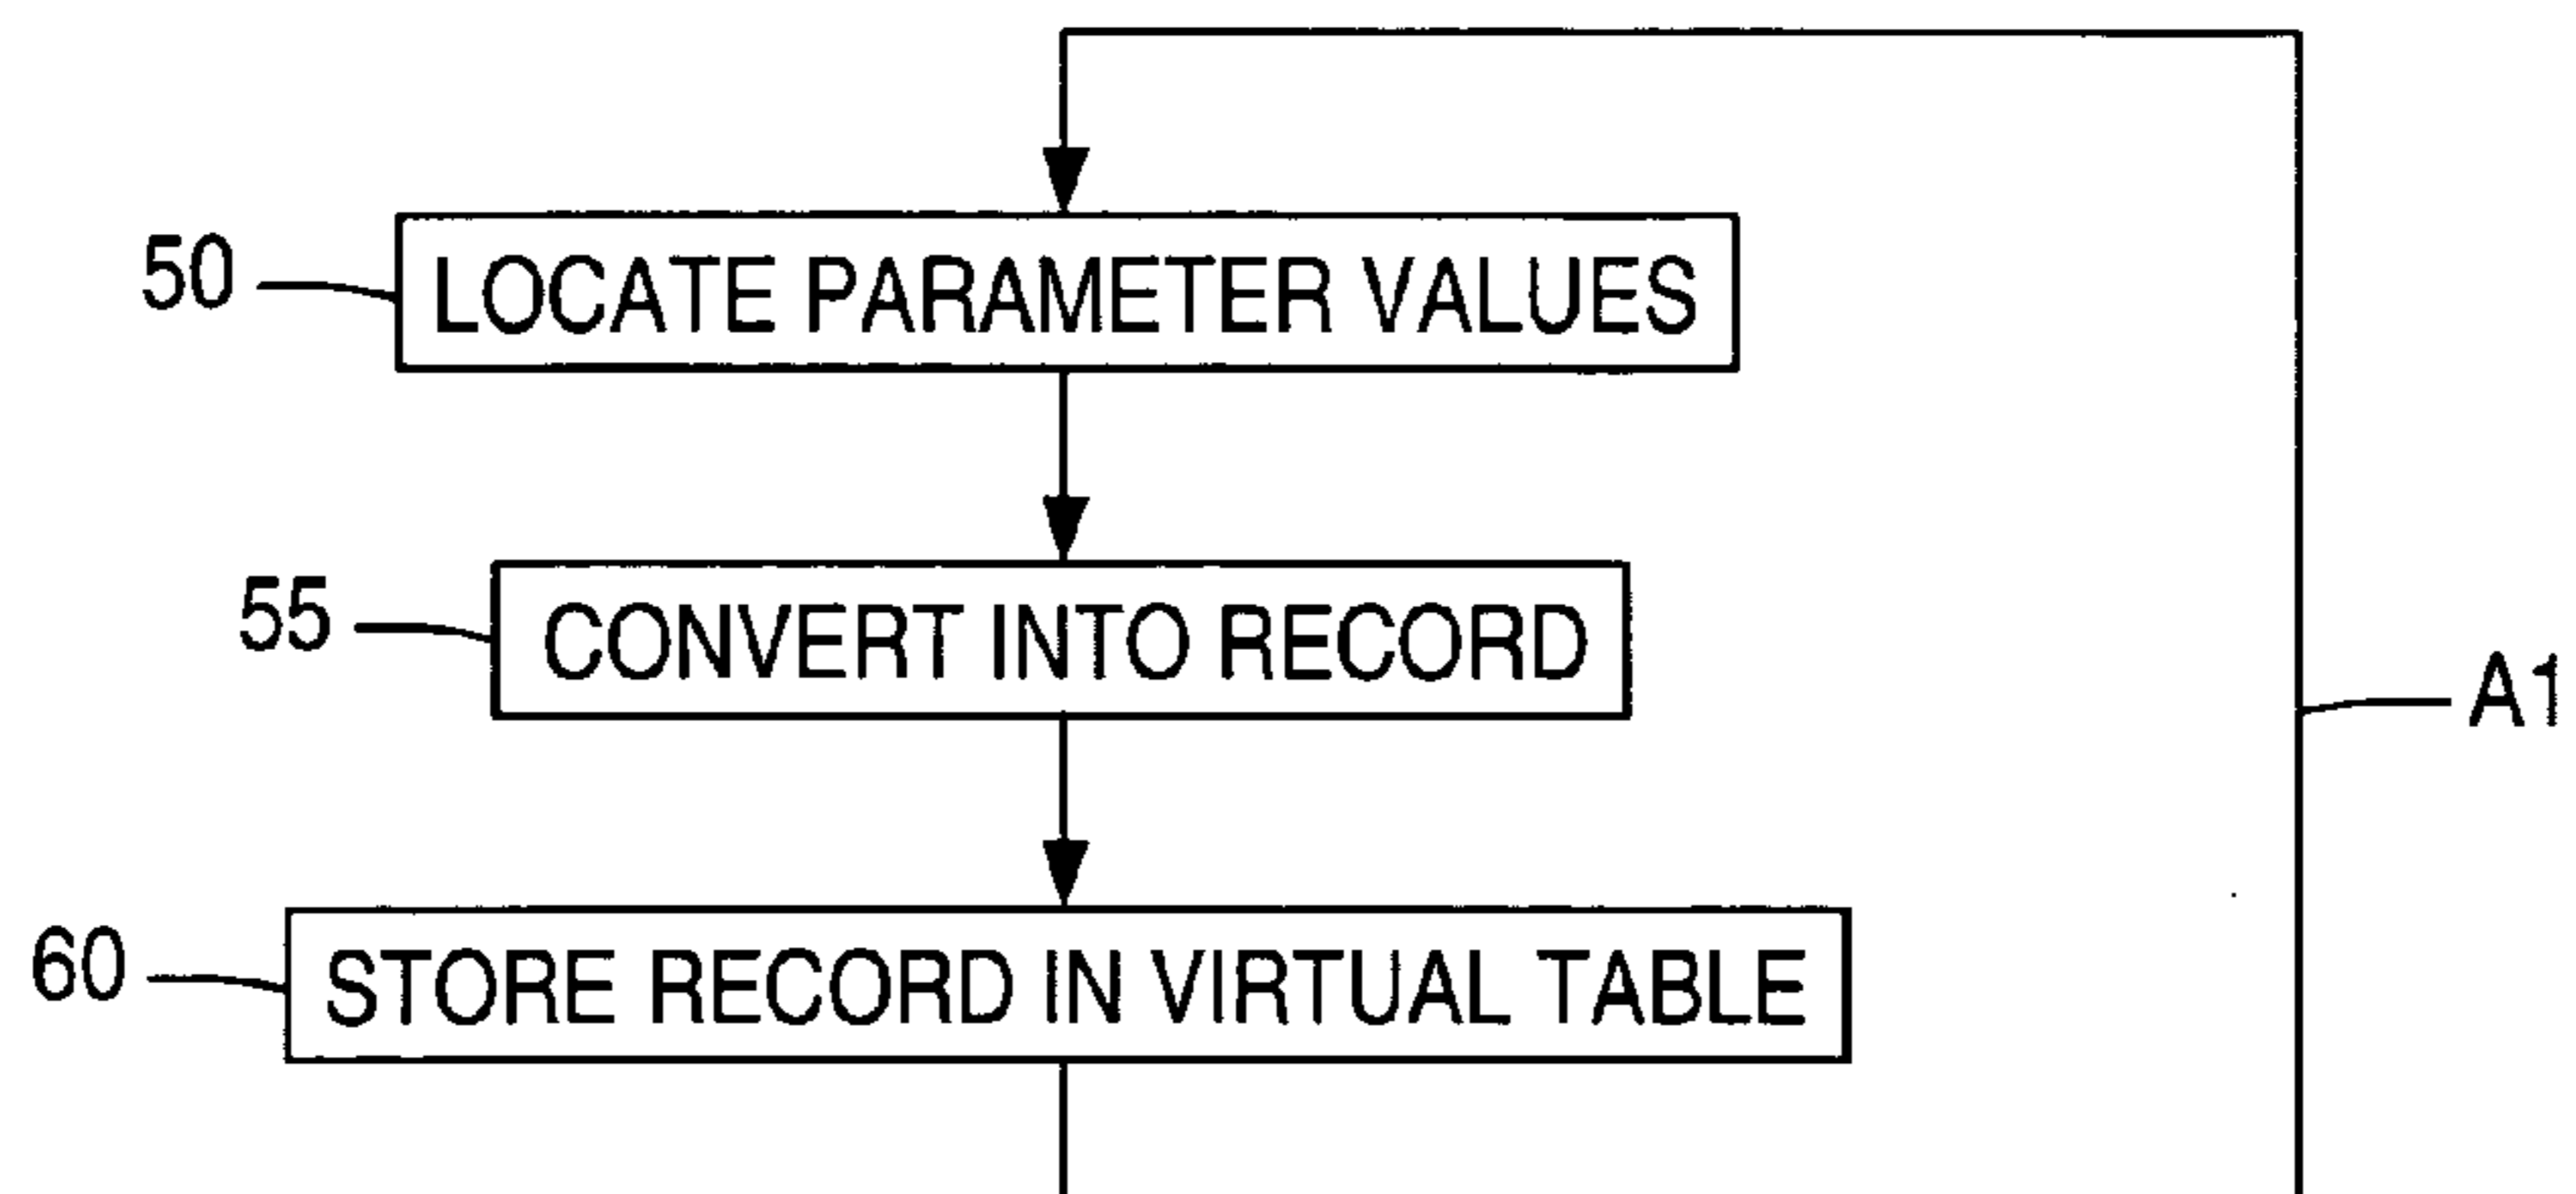 50 LOCATE PARAMETER VALUES
55 CONVERT INTO RECORD
A1
60 STORE RECORD IN VIRTUAL TABLE